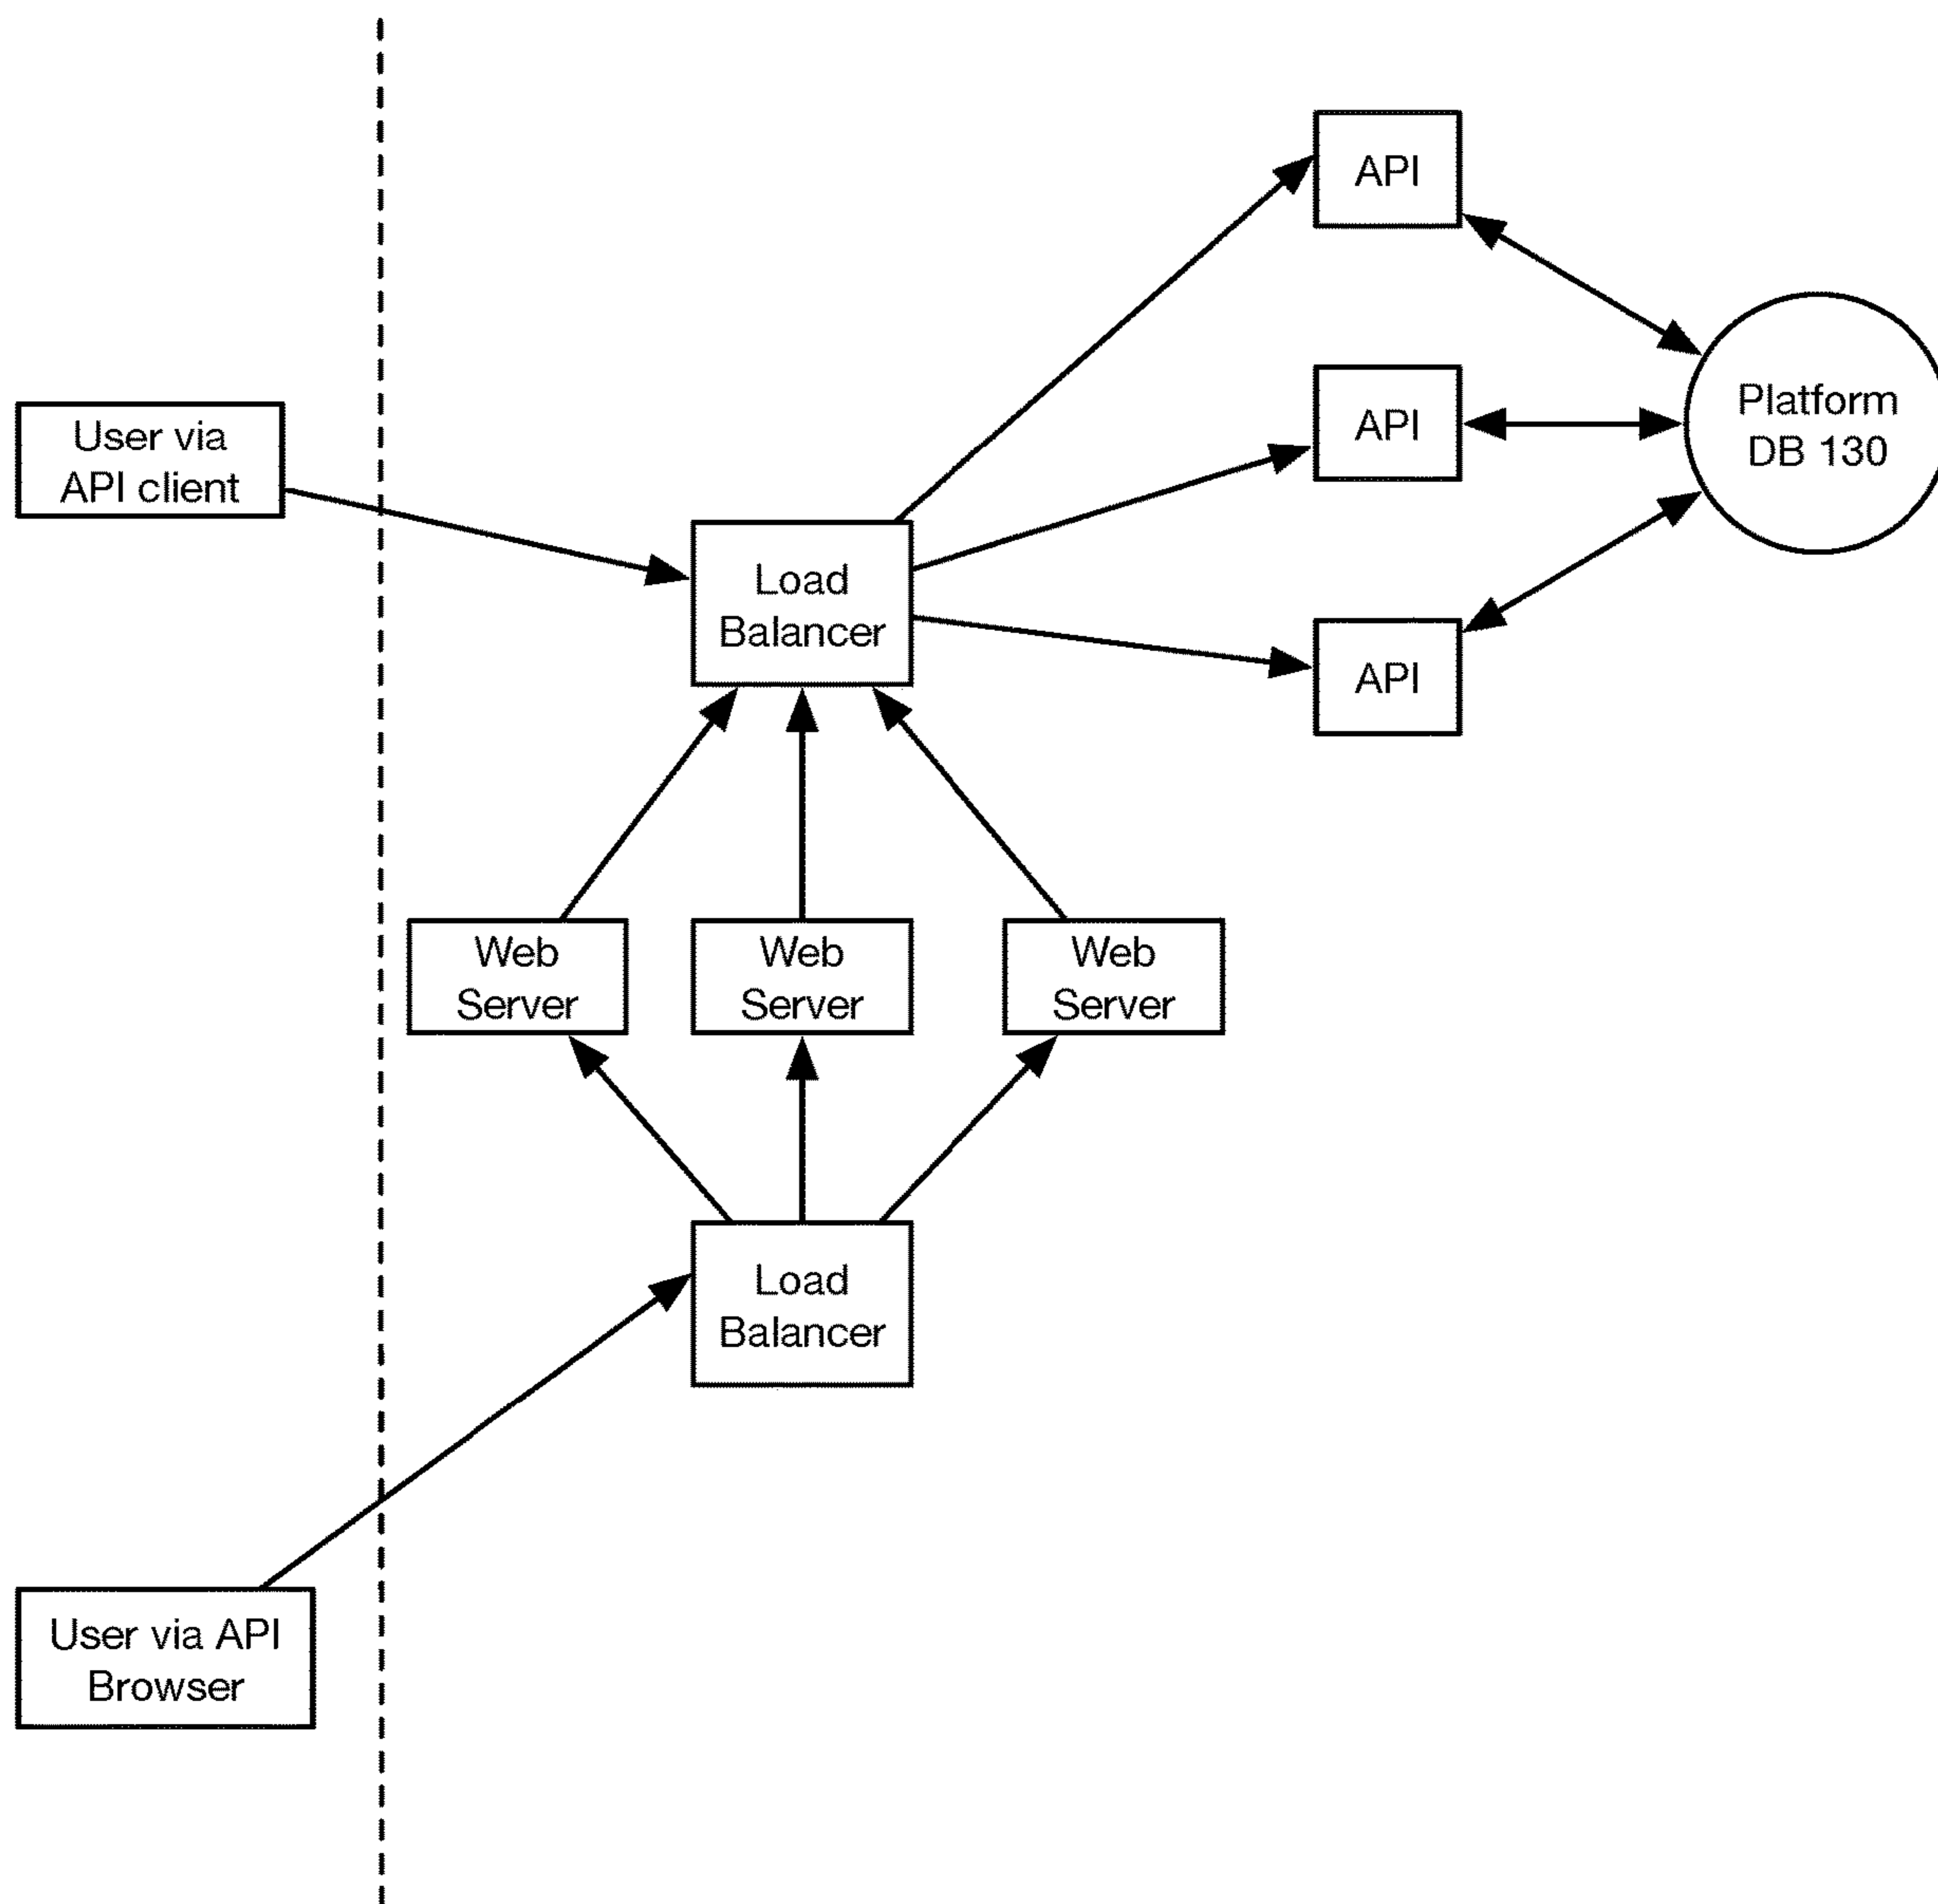 API
User via
API client
API
Platform
DB 130
Load
Balancer
API
Web
Server
Web
Server
Web
Server
Load
Balancer
User via API
Browser